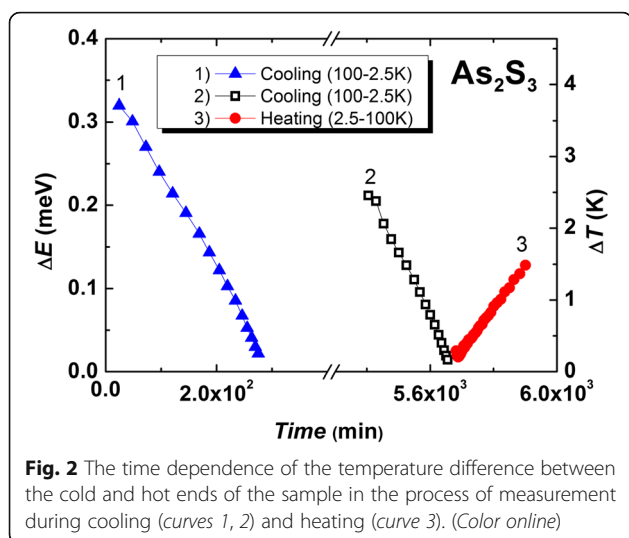 0.4
0.3
0.2
0.1
0.0
ΔE (meV)
1) Cooling (100-2.5K)
2) Cooling (100-2.5K)
3) Heating (2.5-100K)
As₂S₃
1
2
3
4
3
2
1
0
ΔT (K)
0.0
2.0x10²
5.6x10³
6.0x10³
Time (min)
Fig. 2 The time dependence of the temperature difference between
the cold and hot ends of the sample in the process of measurement
during cooling (curves 1, 2) and heating (curve 3). (Color online)